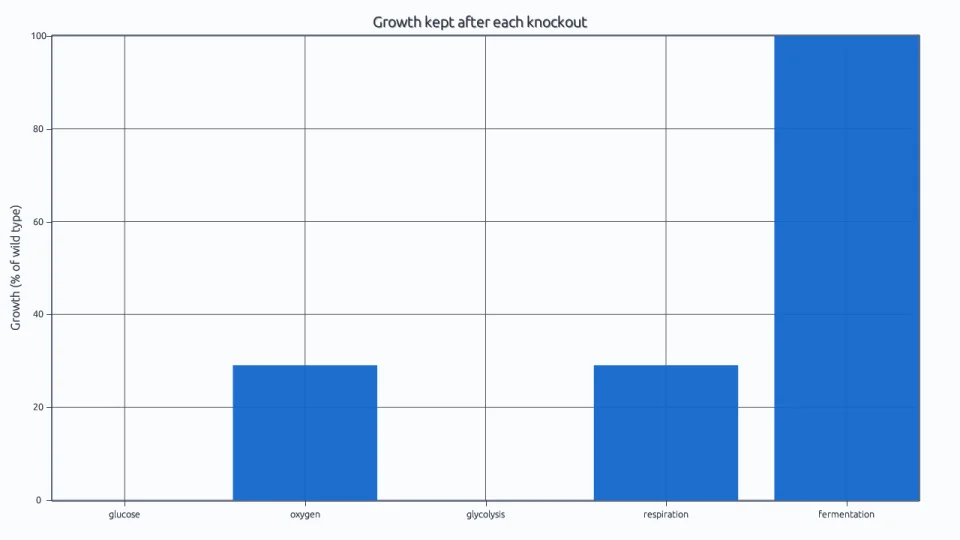 Growth kept after each knockout
Growth (% of wild type)
100
80
60
40
20
0
glucose oxygen glycolysis respiration fermentation